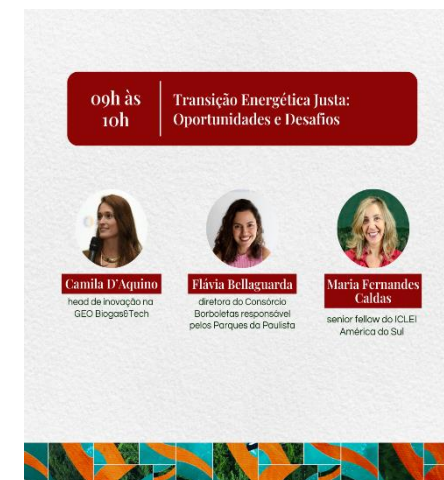 09h às
10h
Transição Energética Justa:
Oportunidades e Desafios
Camila D'Aquino
head de inovação na
GEO Biogas&Tech
Flávia Bellaguarda
diretora do Consórcio
Borboletas responsável
pelos Parques da Paulista
Maria Fernandes
Caldas
senior fellow do ICLEI
América do Sul